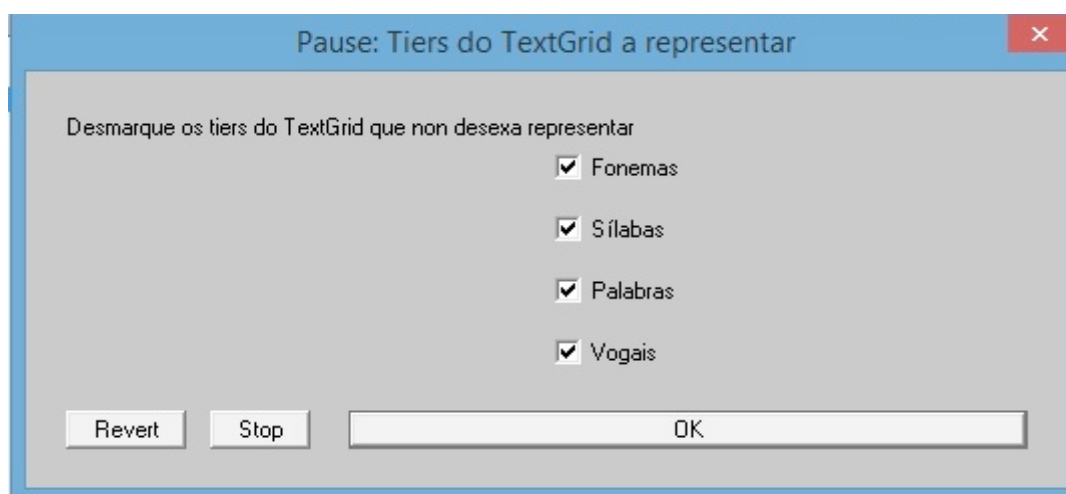 Pause: Tiers do TextGrid a representar
Desmarque os tiers do TextGrid que non desexa representar
Fonemas
Sílabas
Palabras
Vogais
Revert Stop OK